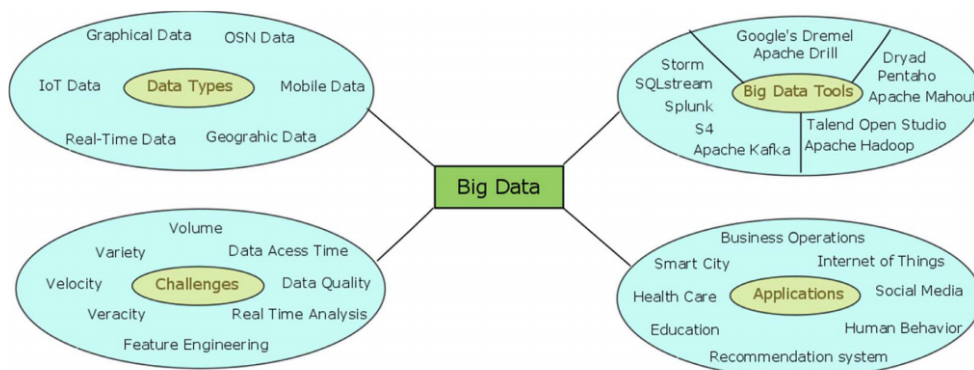 Graphical Data
OSN Data
IoT Data
Data Types
Mobile Data
Real-Time Data
Geograhic Data
Google's Dremel
Apache Drill
Storm
SQLstream
Splunk
S4
Apache Kafka
Big Data Tools
Dryad
Pentaho
Apache Mahout
Talend Open Studio
Apache Hadoop
Big Data
Volume
Variety
Data Acess Time
Velocity
Challenges
Data Quality
Veracity
Real Time Analysis
Feature Engineering
Business Operations
Smart City
Internet of Things
Health Care
Applications
Social Media
Education
Human Behavior
Recommendation system